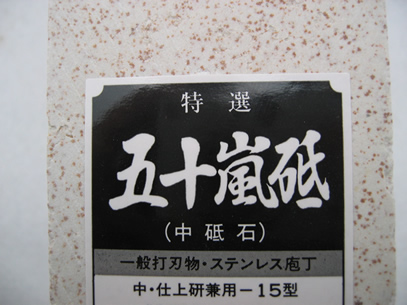 特選
五十嵐砥
(中砥石)
一般打刃物・ステンレス庖丁
中・仕上研兼用－15型